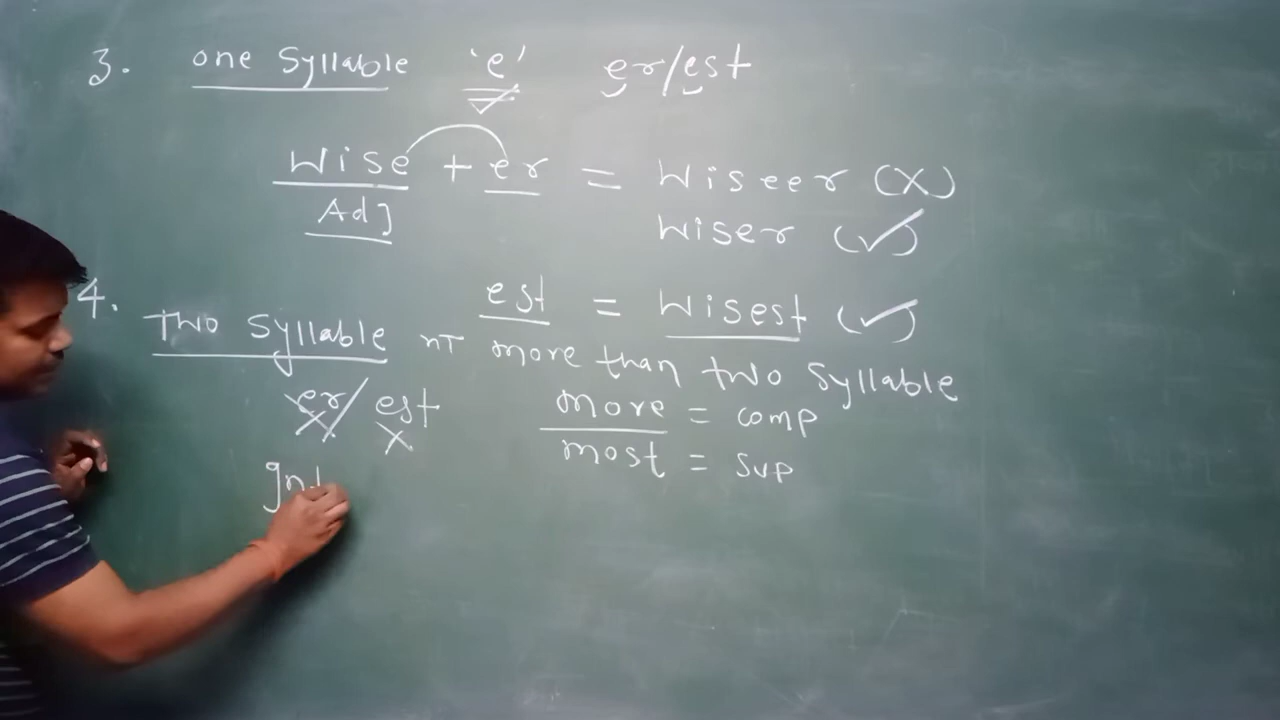 3. one Syllable 'e' er/est
Wise + er = Wiseer (X)
Adj
Wiser (✓)
est = Wisest (✓)
4. Two Syllable nT more than two Syllable
er/est
more = comp
most = sup